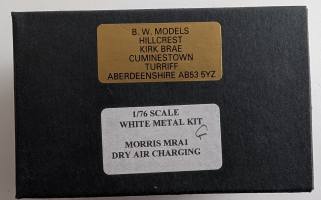 B. W. MODELS
HILLCREST
KIRK BRAE
CUMINESTOWN
TURRIFF
ABERDEENSHIRE AB53 5YZ
1/76 SCALE
WHITE METAL KIT
MORRIS MRA1
DRY AIR CHARGING